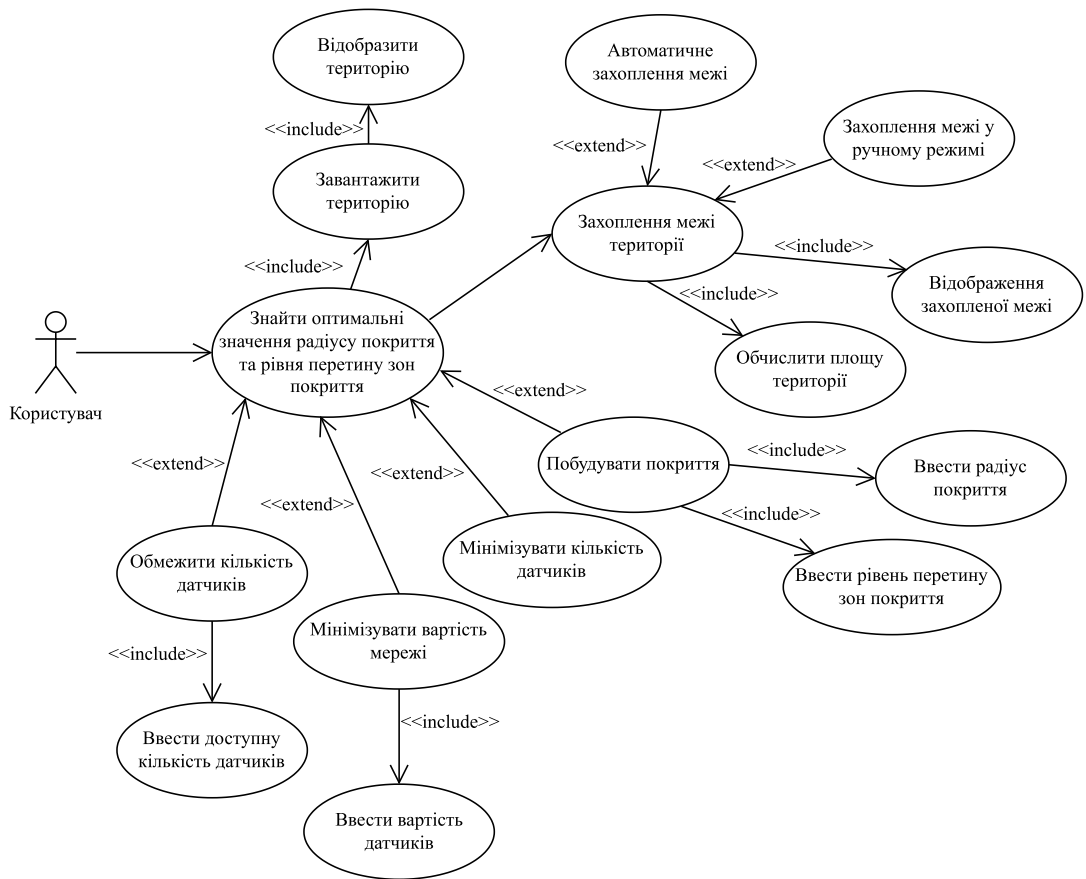 Відобразити
територію
<<include>>
Завантажити
територію
<<include>>
Автоматичне
захоплення межі
<<extend>>
Захоплення межі у
ручному режимі
<<extend>>
Захоплення межі
території
<<include>>
Відображення
захопленої межі
<<include>>
Обчислити площу
території
Знайти оптимальні
значення радіусу покриття
та рівня перетину зон
покриття
Користувач
<<extend>>
<<extend>>
<<extend>>
<<extend>>
Побудувати покриття
<<include>>
Ввести радіус
покриття
<<include>>
Ввести рівень перетину
зон покриття
Мінімізувати кількість
датчиків
Обмежити кількість
датчиків
<<include>>
Ввести доступну
кількість датчиків
Мінімізувати вартість
мережі
<<include>>
Ввести вартість
датчиків